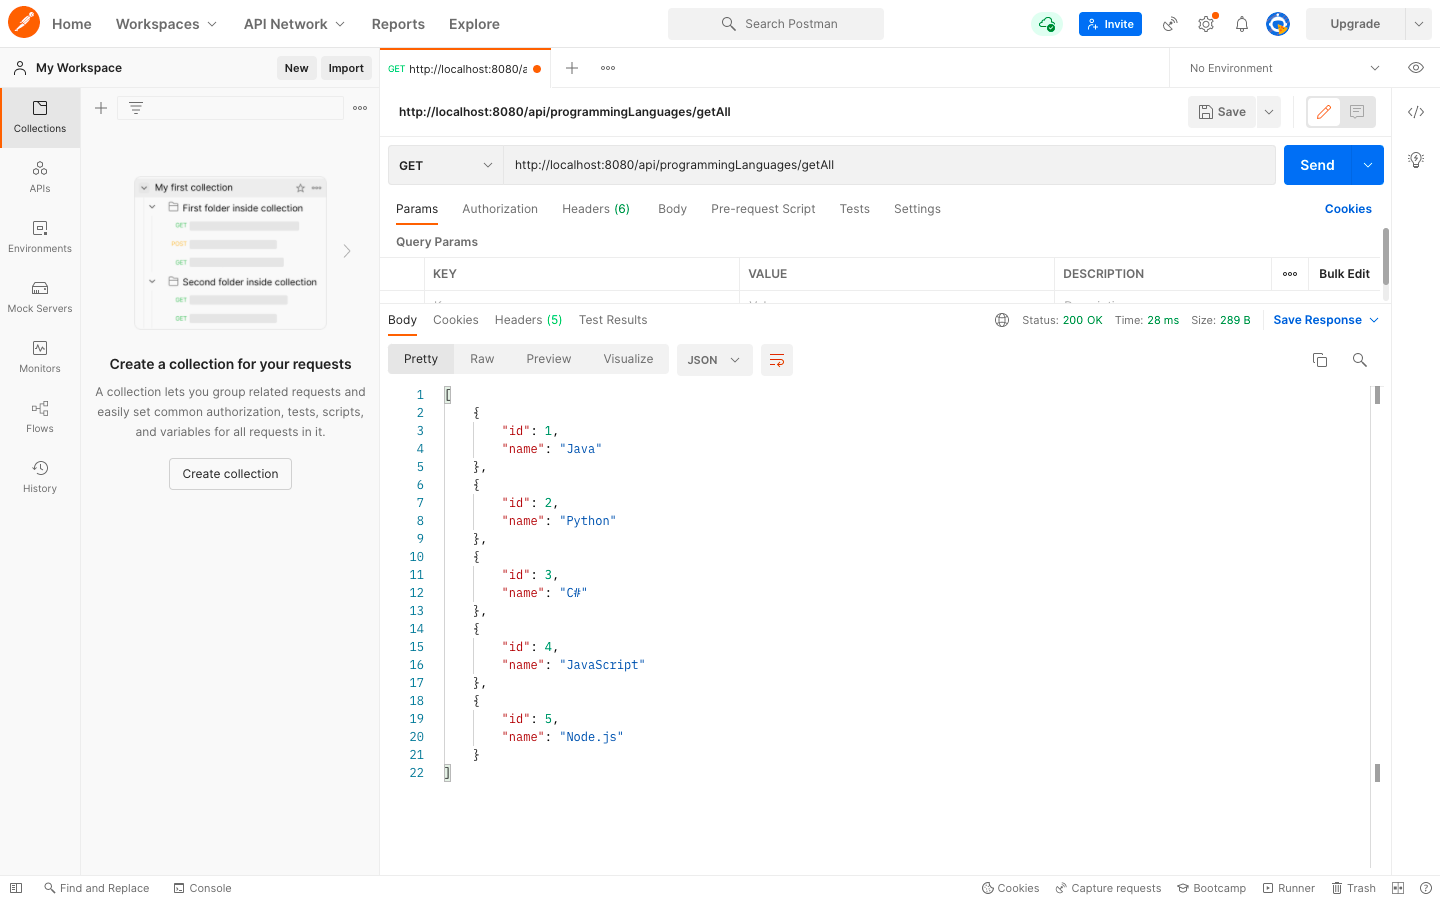 Home Workspaces API Network Reports Explore Search Postman Invite Upgrade
My Workspace New Import GET http://localhost:8080/a No Environment
http://localhost:8080/api/programmingLanguages/getAll Save
Collections
APIs
Environments
Mock Servers
Monitors
Flows
History
My first collection
First folder inside collection
GET
POST
GET
Second folder inside collection
GET
GET
Create a collection for your requests
A collection lets you group related requests and
easily set common authorization, tests, scripts,
and variables for all requests in it.
Create collection
GET http://localhost:8080/api/programmingLanguages/getAll Send
Params Authorization Headers (6) Body Pre-request Script Tests Settings Cookies
Query Params
KEY VALUE DESCRIPTION Bulk Edit
Body Cookies Headers (5) Test Results Status: 200 OK Time: 28 ms Size: 289 B Save Response
Pretty Raw Preview Visualize JSON
1 [
2 {
3 "id": 1,
4 "name": "Java"
5 },
6 {
7 "id": 2,
8 "name": "Python"
9 },
10 {
11 "id": 3,
12 "name": "C#"
13 },
14 {
15 "id": 4,
16 "name": "JavaScript"
17 },
18 {
19 "id": 5,
20 "name": "Node.js"
21 }
22 ]
Find and Replace Console Cookies Capture requests Bootcamp Runner Trash